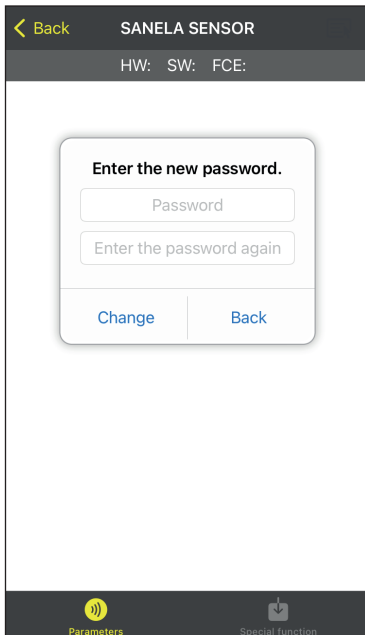 Back SANELA SENSOR
HW: SW: FCE:
Enter the new password.
Password
Enter the password again
Change Back
Parameters Special function